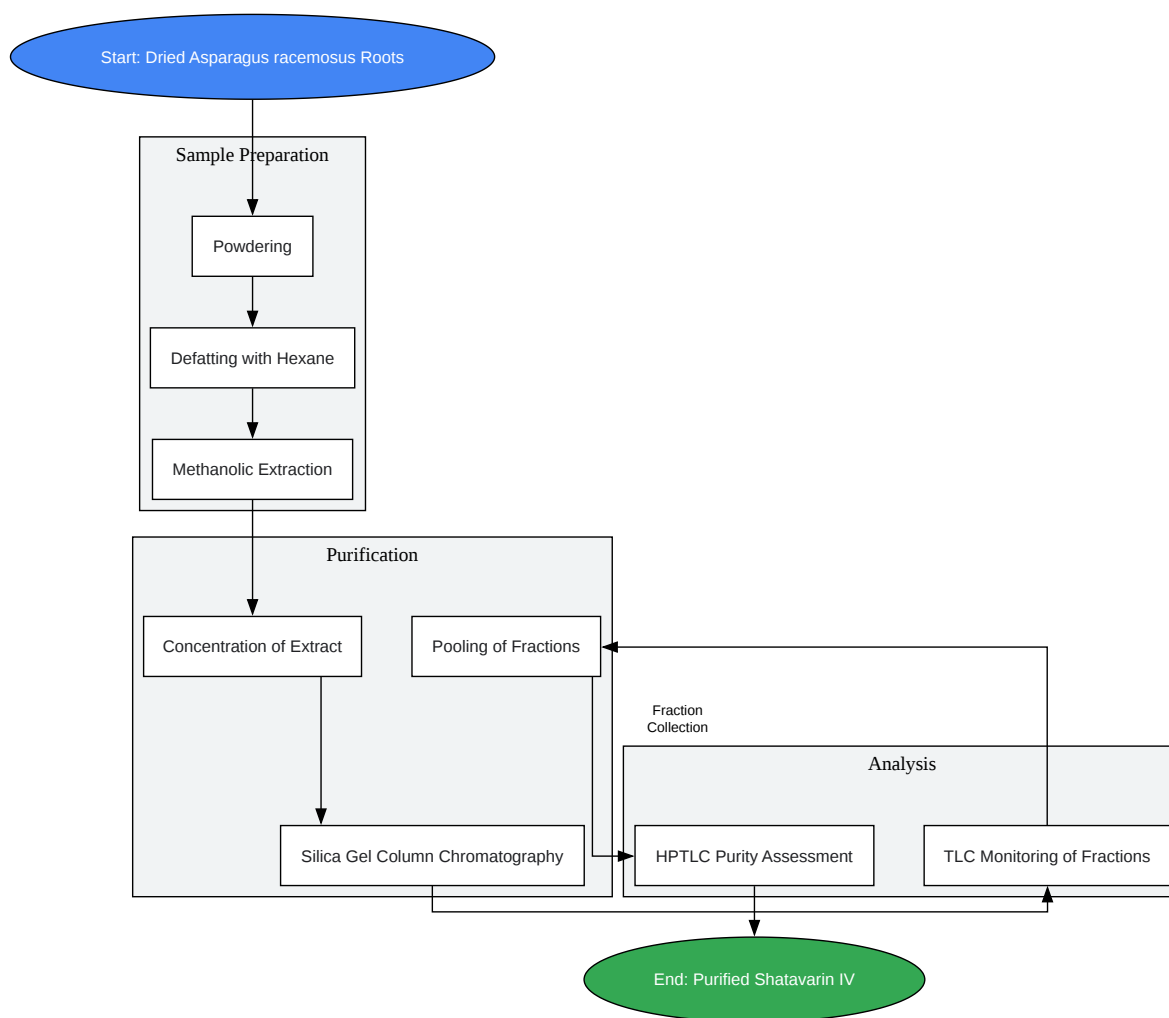 Start: Dried Asparagus racemosus Roots
Sample Preparation
Powdering
Defatting with Hexane
Methanolic Extraction
Purification
Concentration of Extract
Pooling of Fractions
Fraction
Collection
Analysis
Silica Gel Column Chromatography
HPTLC Purity Assessment
TLC Monitoring of Fractions
End: Purified Shatavarin IV